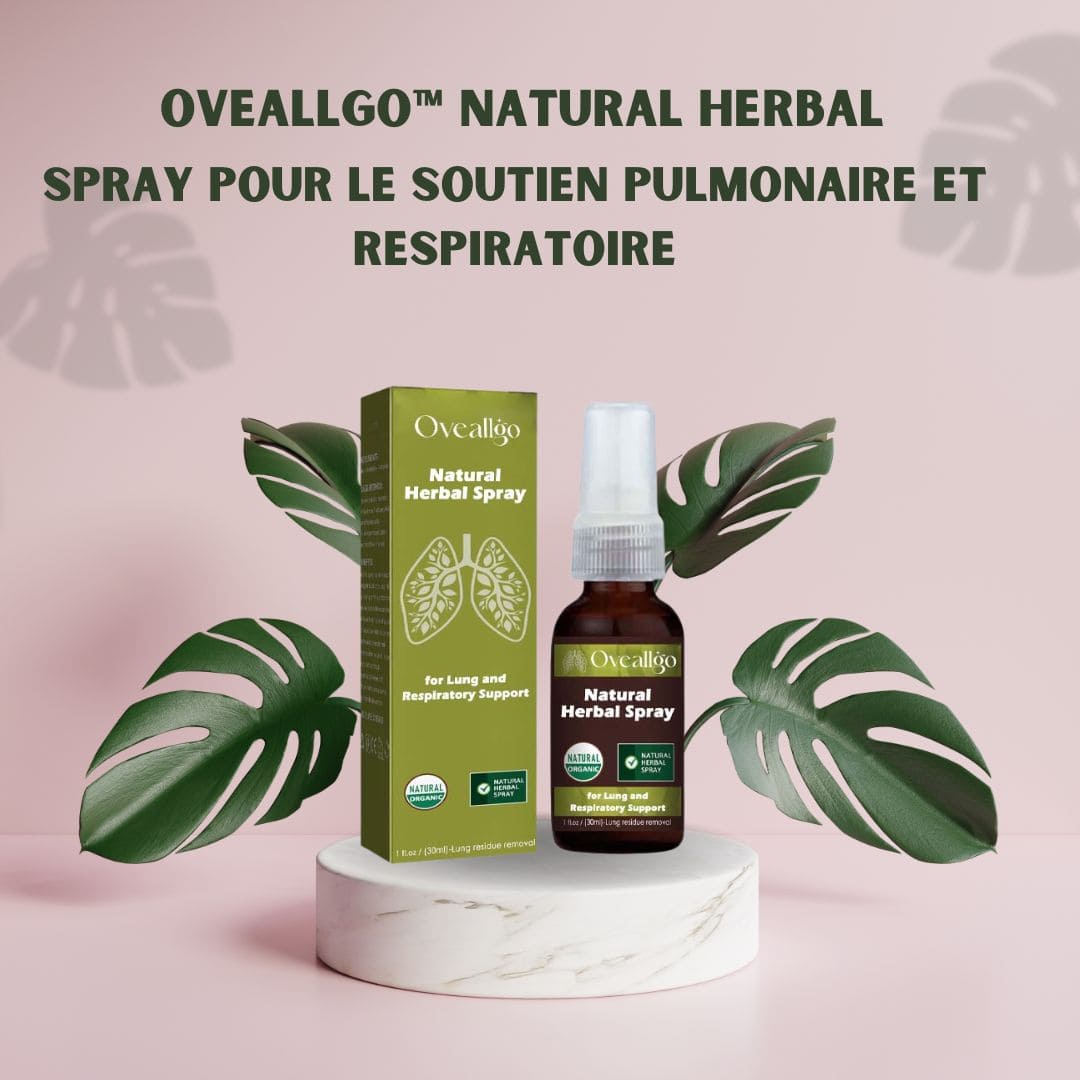 OVEALLGO™ NATURAL HERBAL
SPRAY POUR LE SOUTIEN PULMONAIRE ET
RESPIRATOIRE
Oveallgo
Natural
Herbal Spray
for Lung and
Respiratory Support
NATURAL
ORGANIC
NATURAL
HERBAL
SPRAY
1 fl.oz / (30ml)-Lung residue removal
Oveallgo
Natural
Herbal Spray
NATURAL
ORGANIC
NATURAL
HERBAL
SPRAY
for Lung and
Respiratory Support
1 fl.oz / (30ml)-Lung residue removal